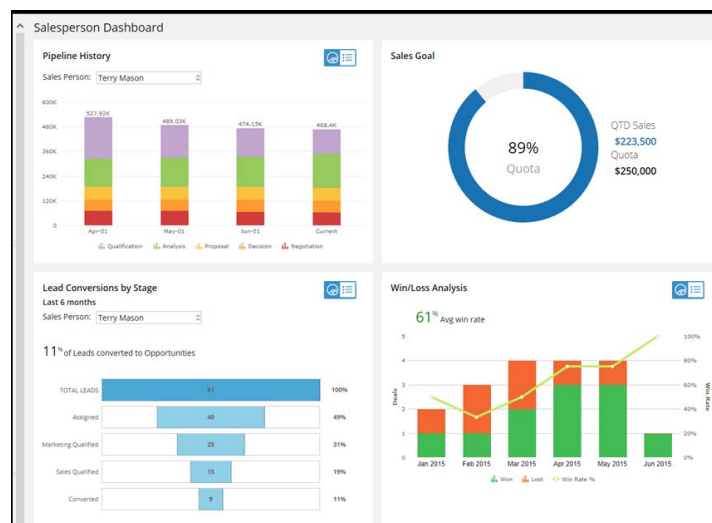 Salesperson Dashboard
Pipeline History
Sales Person: Terry Mason
600K
480K
360K
240K
120K
0
527.92K
489.03K
474.15K
468.4K
Apr-01 May-01 Jun-01 Current
Qualification Analysis Proposal Decision Negotiation
Sales Goal
89%
Quota
QTD Sales
$223,500
Quota
$250,000
Lead Conversions by Stage
Last 6 months
Sales Person: Terry Mason
11% of Leads converted to Opportunities
TOTAL LEADS 81 100%
Assigned 40 49%
Marketing Qualified 25 31%
Sales Qualified 15 19%
Converted 9 11%
Win/Loss Analysis
61% Avg win rate
Deals
5
4
3
2
1
0
100%
80%
60%
40%
20%
0%
Win Rate
Jan 2015 Feb 2015 Mar 2015 Apr 2015 May 2015 Jun 2015
Won Lost Win Rate %